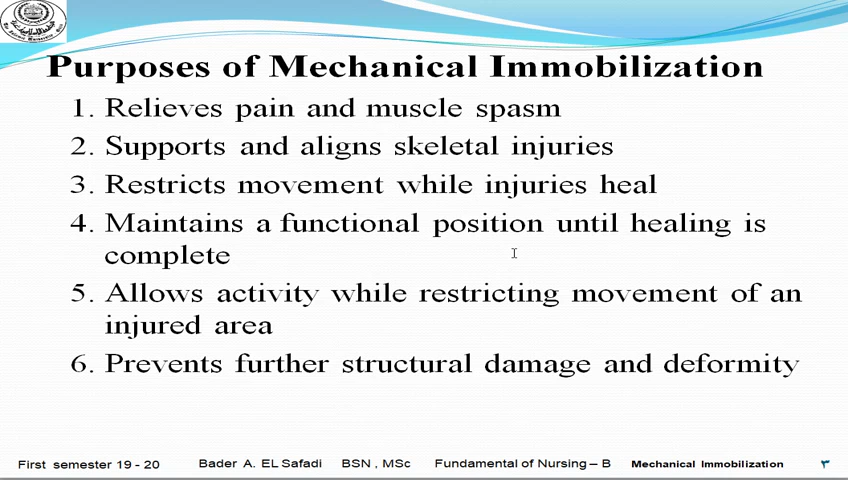 Purposes of Mechanical Immobilization
1. Relieves pain and muscle spasm
2. Supports and aligns skeletal injuries
3. Restricts movement while injuries heal
4. Maintains a functional position until healing is
complete
5. Allows activity while restricting movement of an
injured area
6. Prevents further structural damage and deformity
First semester 19 - 20 Bader A. EL Safadi BSN , MSc Fundamental of Nursing – B Mechanical Immobilization ٣